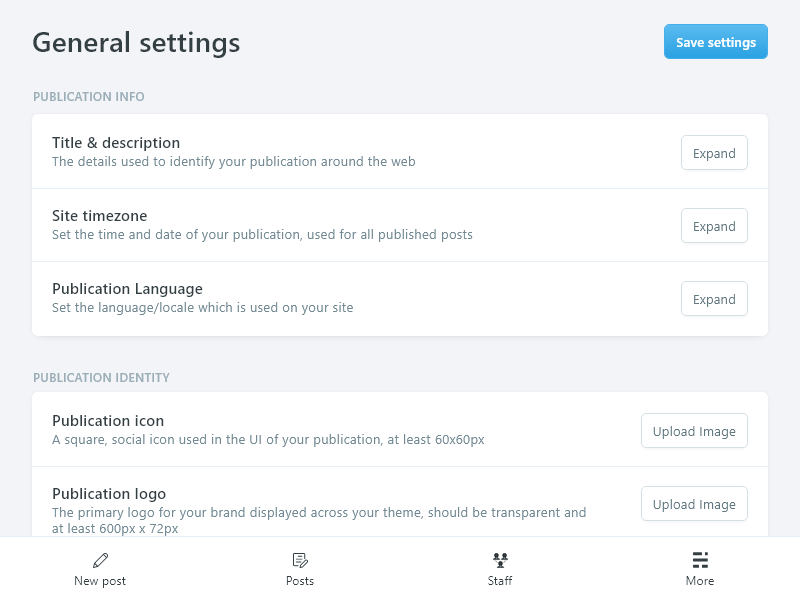 General settings
Save settings
PUBLICATION INFO
Title & description
The details used to identify your publication around the web
Expand
Site timezone
Set the time and date of your publication, used for all published posts
Expand
Publication Language
Set the language/locale which is used on your site
Expand
PUBLICATION IDENTITY
Publication icon
A square, social icon used in the UI of your publication, at least 60x60px
Upload Image
Publication logo
The primary logo for your brand displayed across your theme, should be transparent and
at least 600px x 72px
Upload Image
New post
Posts
Staff
More